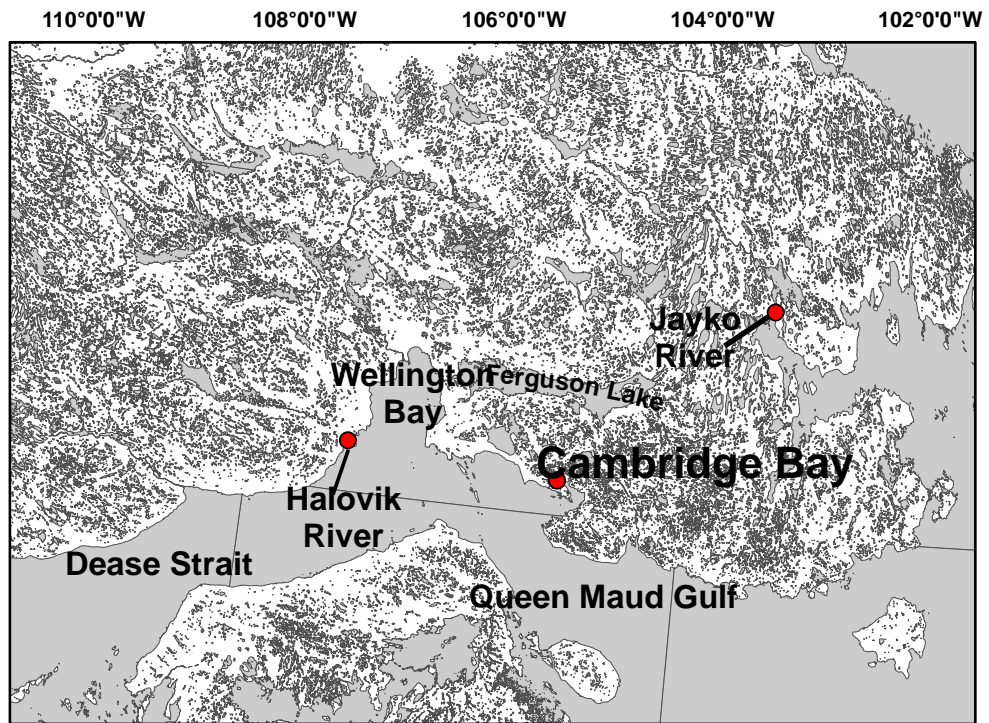 110°0'0"W 108°0'0"W 106°0'0"W 104°0'0"W 102°0'0"W
Jayko
River
Wellington
Bay
Ferguson Lake
Cambridge Bay
Halovik
River
Dease Strait
Queen Maud Gulf